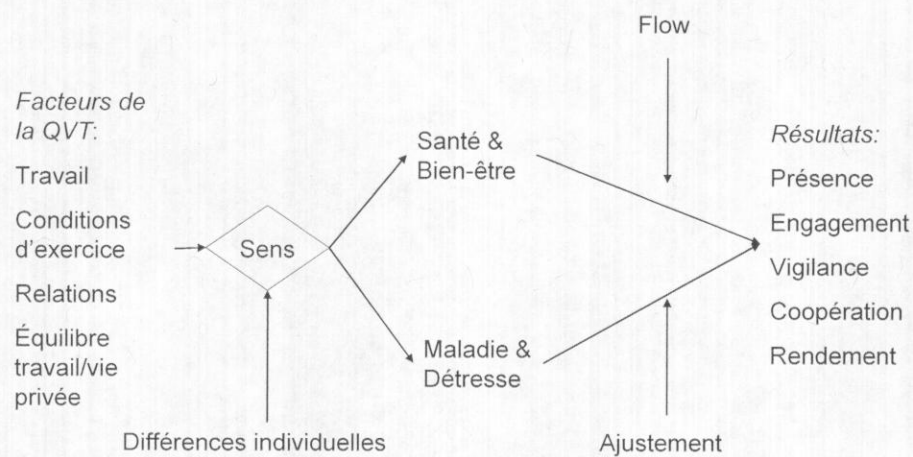 Flow
Facteurs de
la QVT:
Travail
Conditions
d'exercice
Relations
Équilibre
travail/vie
privée
Sens
Différences individuelles
Santé &
Bien-être
Maladie &
Détresse
Ajustement
Résultats:
Présence
Engagement
Vigilance
Coopération
Rendement